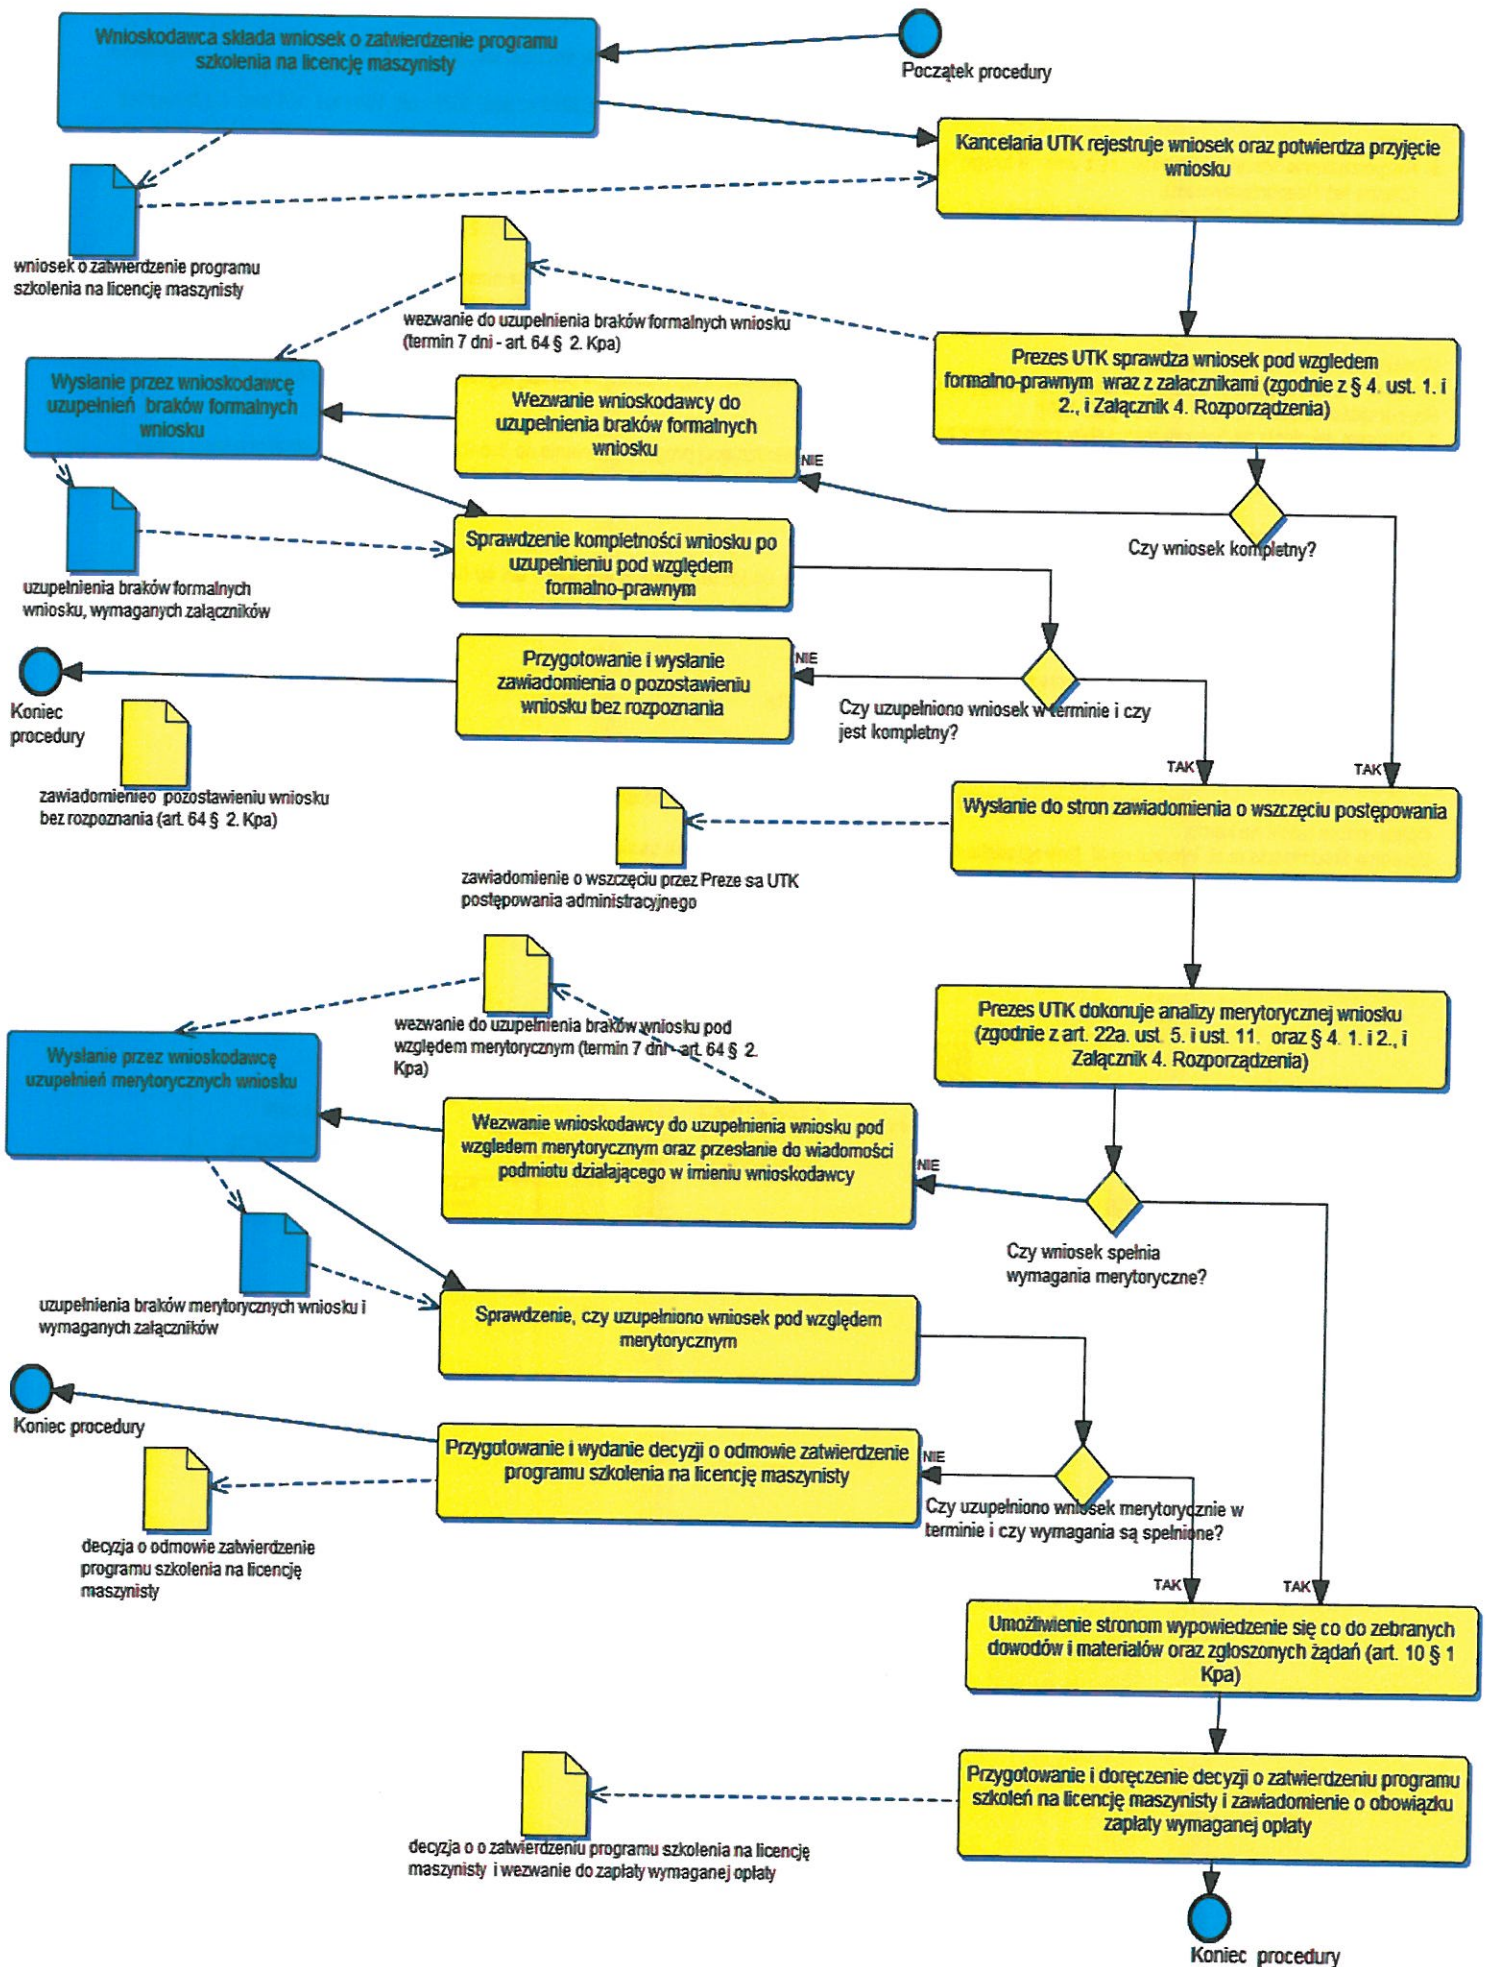 Wnioskodawca składa wniosek o zatwierdzenie programu
szkolenia na licencję maszynisty
Początek procedury
Kancelaria UTK rejestruje wniosek oraz potwierdza przyjęcie
wniosku
wniosek o zatwierdzenie programu
szkolenia na licencję maszynisty
wezwanie do uzupełnienia braków formalnych wniosku
(termin 7 dni - art. 64 § 2. Kpa)
Prezes UTK sprawdza wniosek pod względem
formalno-prawnym wraz z załacznikami (zgodnie z § 4. ust. 1. i
2., i Załącznik 4. Rozporządzenia)
Wysłanie przez wnioskodawcę
uzupełnień braków formalnych
wniosku
Wezwanie wnioskodawcy do
uzupełnienia braków formalnych
wniosku
NIE
Czy wniosek kompletny?
Sprawdzenie kompletności wniosku po
uzupełnieniu pod względem
formalno-prawnym
uzupełnienia braków formalnych
wniosku, wymaganych załączników
Przygotowanie i wysłanie
zawiadomienia o pozostawieniu
wniosku bez rozpoznania
NIE
Koniec
procedury
Czy uzupełniono wniosek w terminie i czy
jest kompletny?
TAK
TAK
zawiadomienieo pozostawieniu wniosku
bez rozpoznania (art. 64 § 2. Kpa)
Wysłanie do stron zawiadomienia o wszczęciu postępowania
zawiadomienie o wszczęciu przez Preze sa UTK
postępowania administracyjnego
Prezes UTK dokonuje analizy merytorycznej wniosku
(zgodnie z art. 22a. ust. 5. i ust. 11. oraz § 4. 1. i 2., i
Załącznik 4. Rozporządzenia)
wezwanie do uzupełnienia braków wniosku pod
względem merytorycznym (termin 7 dni - art. 64 § 2.
Kpa)
Wysłanie przez wnioskodawcę
uzupełnień merytorycznych wniosku
Wezwanie wnioskodawcy do uzupełnienia wniosku pod
względem merytorycznym oraz przesłanie do wiadomości
podmiotu działającego w imieniu wnioskodawcy
NIE
Czy wniosek spełnia
wymagania merytoryczne?
uzupełnienia braków merytorycznych wniosku i
wymaganych załączników
Sprawdzenie, czy uzupełniono wniosek pod względem
merytorycznym
Koniec procedury
Przygotowanie i wydanie decyzji o odmowie zatwierdzenie
programu szkolenia na licencję maszynisty
NIE
Czy uzupełniono wniosek merytorycznie w
terminie i czy wymagania są spełnione?
decyzja o odmowie zatwierdzenie
programu szkolenia na licencję
maszynisty
TAK
TAK
Umożliwienie stronom wypowiedzenie się co do zebranych
dowodów i materiałów oraz zgłoszonych żądań (art. 10 § 1
Kpa)
Przygotowanie i doręczenie decyzji o zatwierdzeniu programu
szkoleń na licencję maszynisty i zawiadomienie o obowiązku
zapłaty wymaganej opłaty
decyzja o o zatwierdzeniu programu szkolenia na licencję
maszynisty i wezwanie do zapłaty wymaganej opłaty
Koniec procedury